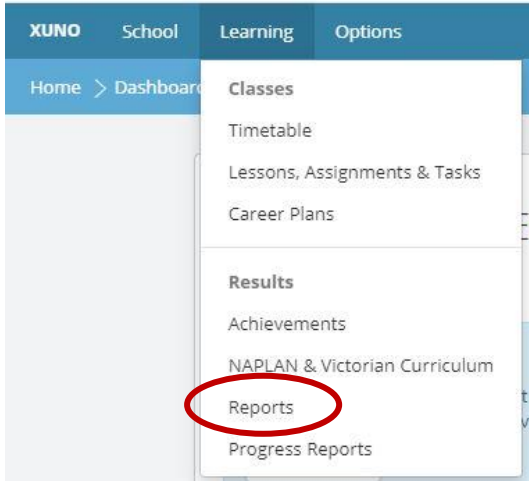 XUNO School Learning Options
Home > Dashboar
Classes
Timetable
Lessons, Assignments & Tasks
Career Plans
Results
Achievements
NAPLAN & Victorian Curriculum
Reports
Progress Reports